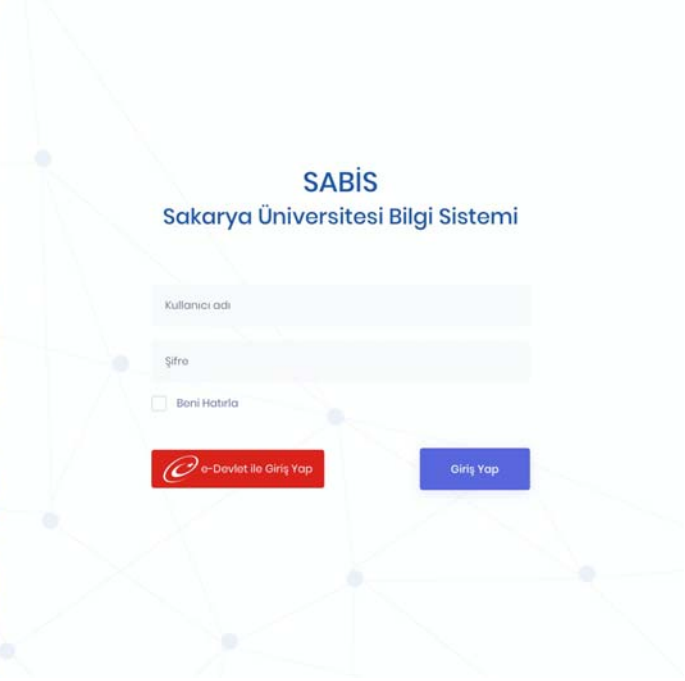 SABİS
Sakarya Üniversitesi Bilgi Sistemi
Kullanıcı adı
Şifre
Beni Hatırla
e-Devlet ile Giriş Yap
Giriş Yap